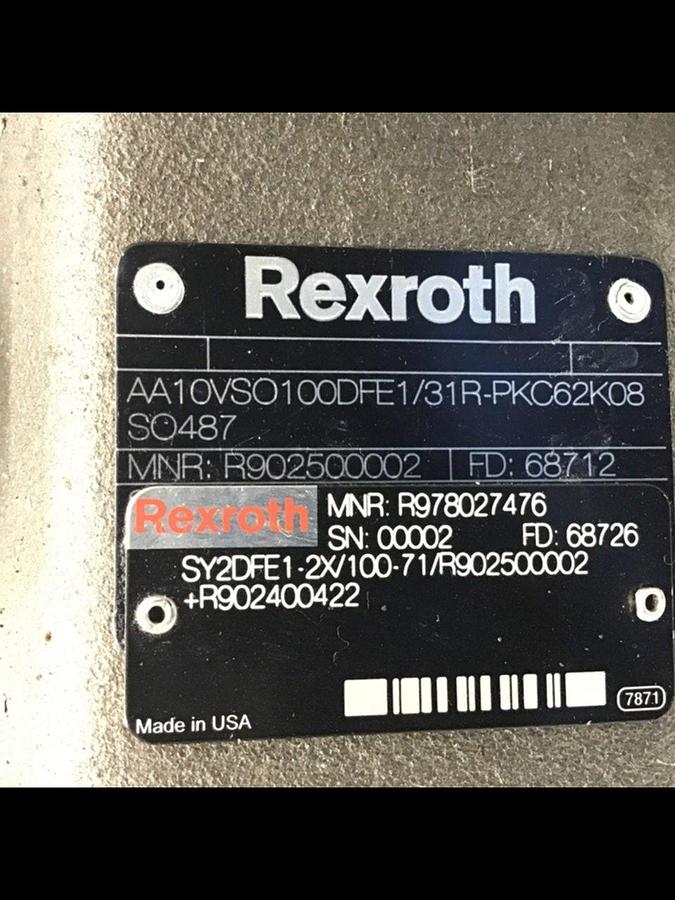 Rexroth
AA10VSO100DFE1/31R-PKC62K08
SO487
MNR: R902500002 FD: 68712
Rexroth MNR: R978027476
SN: 00002 FD: 68726
SY2DFE1-2X/100-71/R902500002
+R902400422
Made in USA 7871